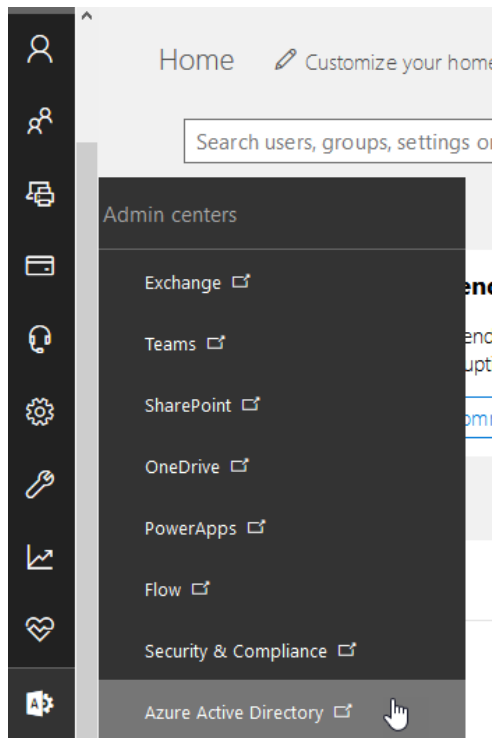 Home
Customize your home
Search users, groups, settings or
Admin centers
Exchange
Teams
SharePoint
OneDrive
PowerApps
Flow
Security & Compliance
Azure Active Directory
A